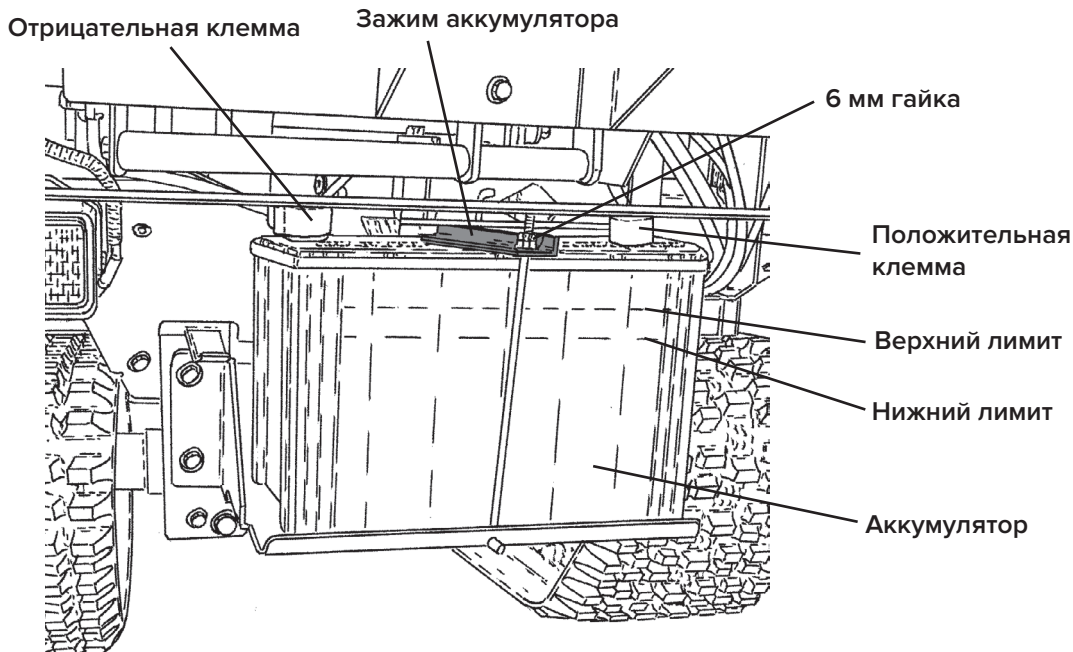 Отрицательная клемма
Зажим аккумулятора
6 мм гайка
Положительная
клемма
Верхний лимит
Нижний лимит
Аккумулятор